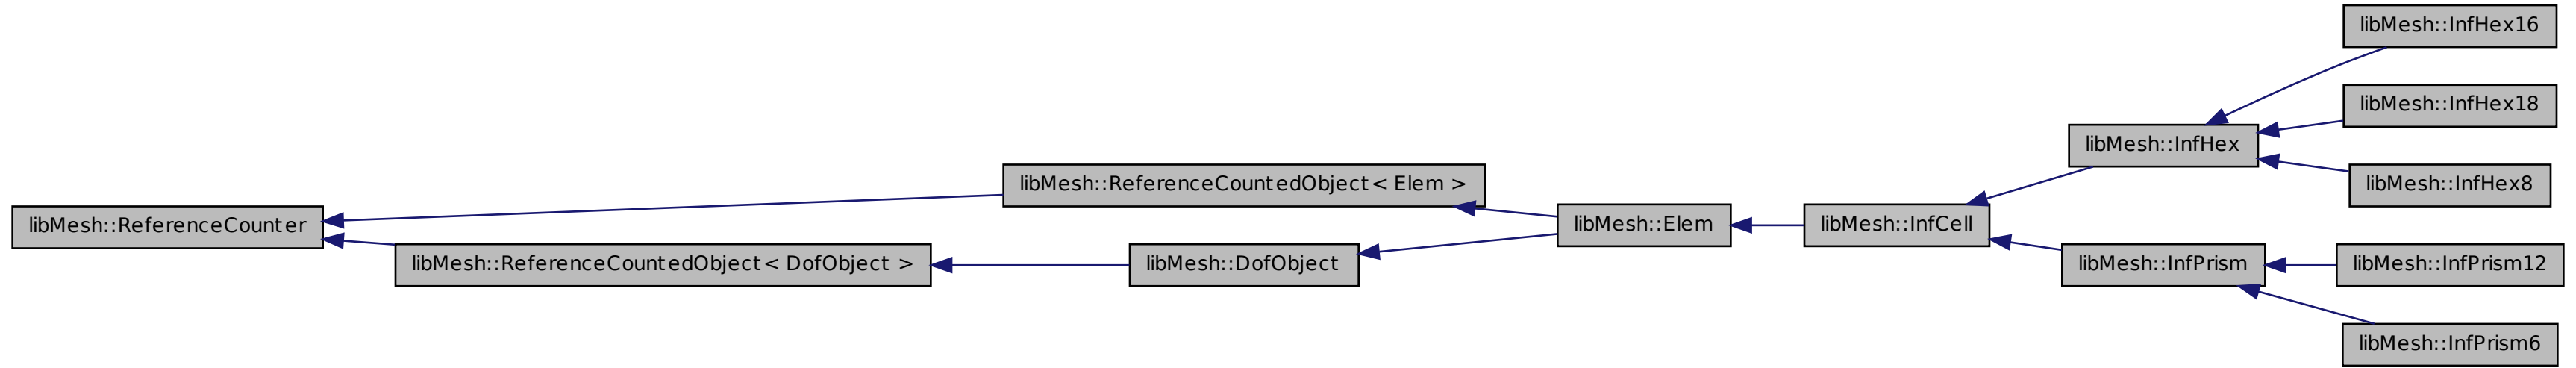 libMesh::InfHex16
libMesh::InfHex18
libMesh::InfHex
libMesh::ReferenceCountedObject< Elem >
libMesh::InfHex8
libMesh::ReferenceCounter
libMesh::Elem
libMesh::InfCell
libMesh::ReferenceCountedObject< DofObject >
libMesh::DofObject
libMesh::InfPrism
libMesh::InfPrism12
libMesh::InfPrism6